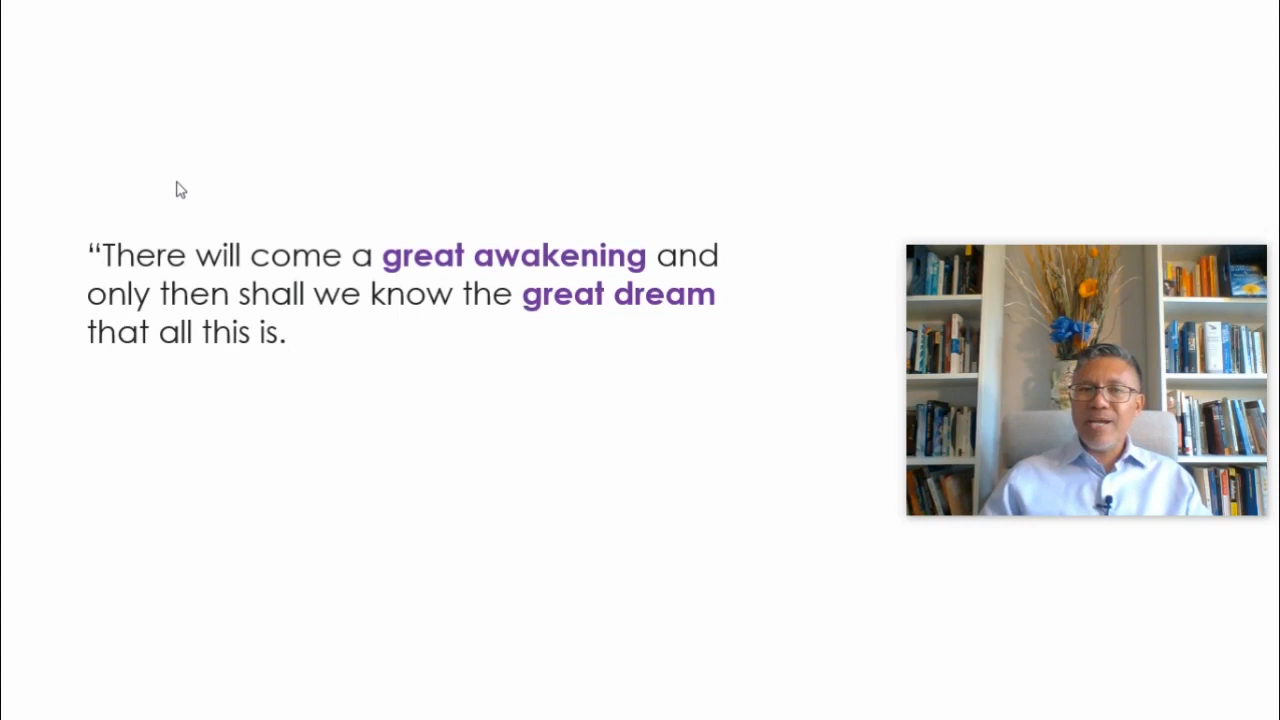 “There will come a great awakening and
only then shall we know the great dream
that all this is.